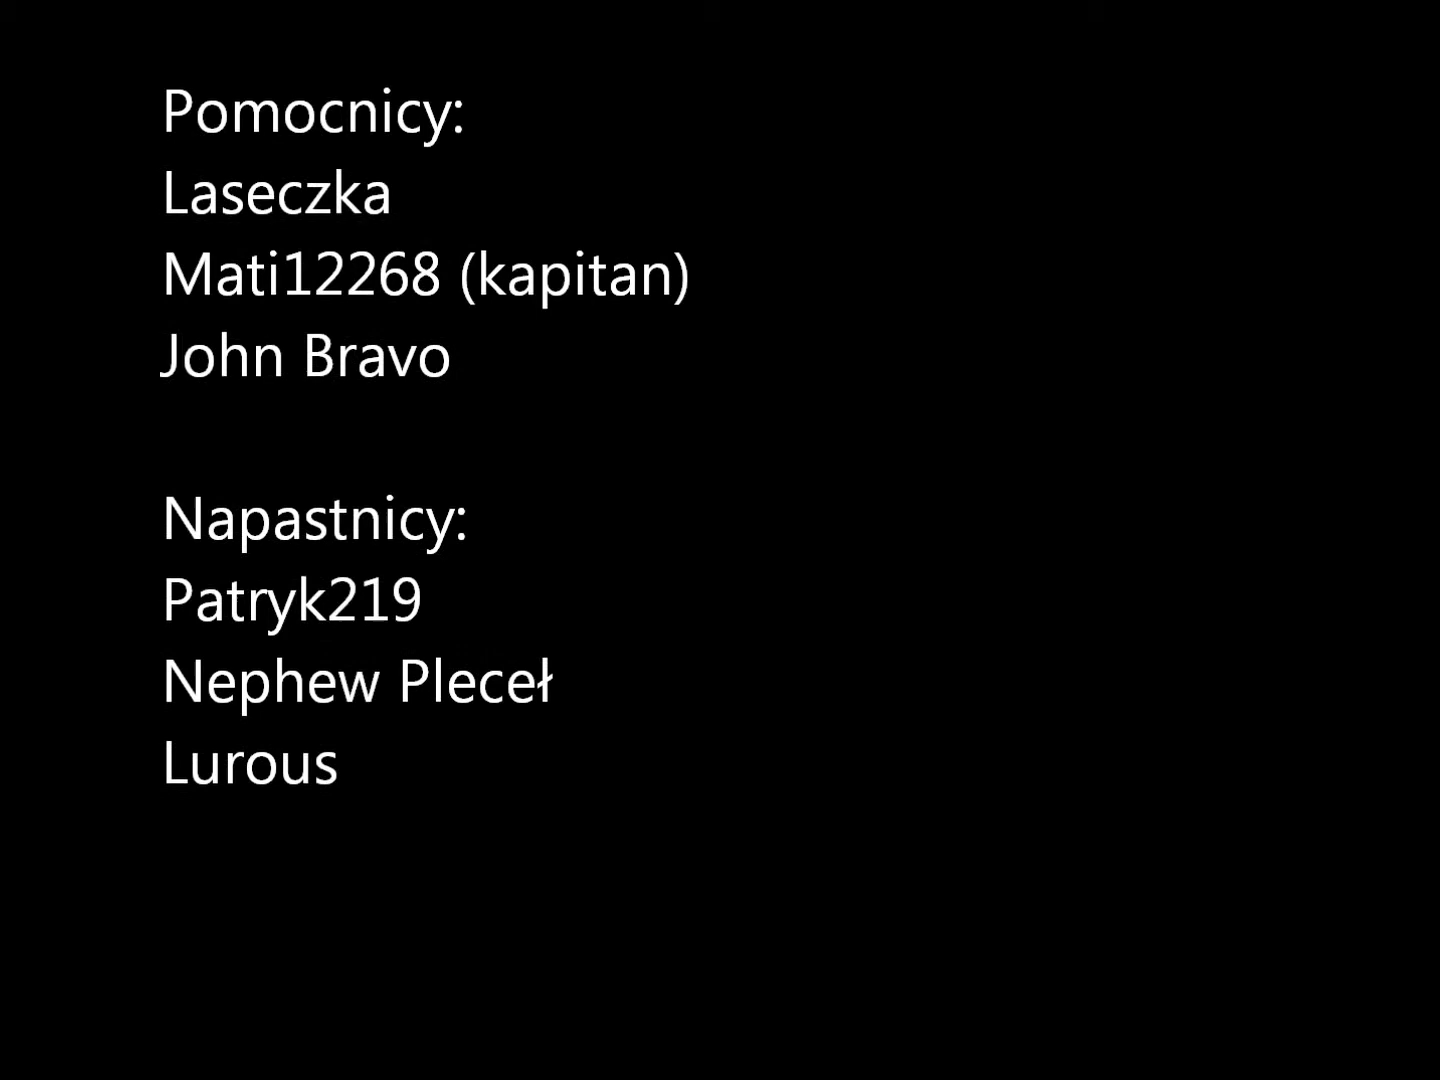 Pomocnicy:
Laseczka
Mati12268 (kapitan)
John Bravo
Napastnicy:
Patryk219
Nephew Pleceł
Lurous